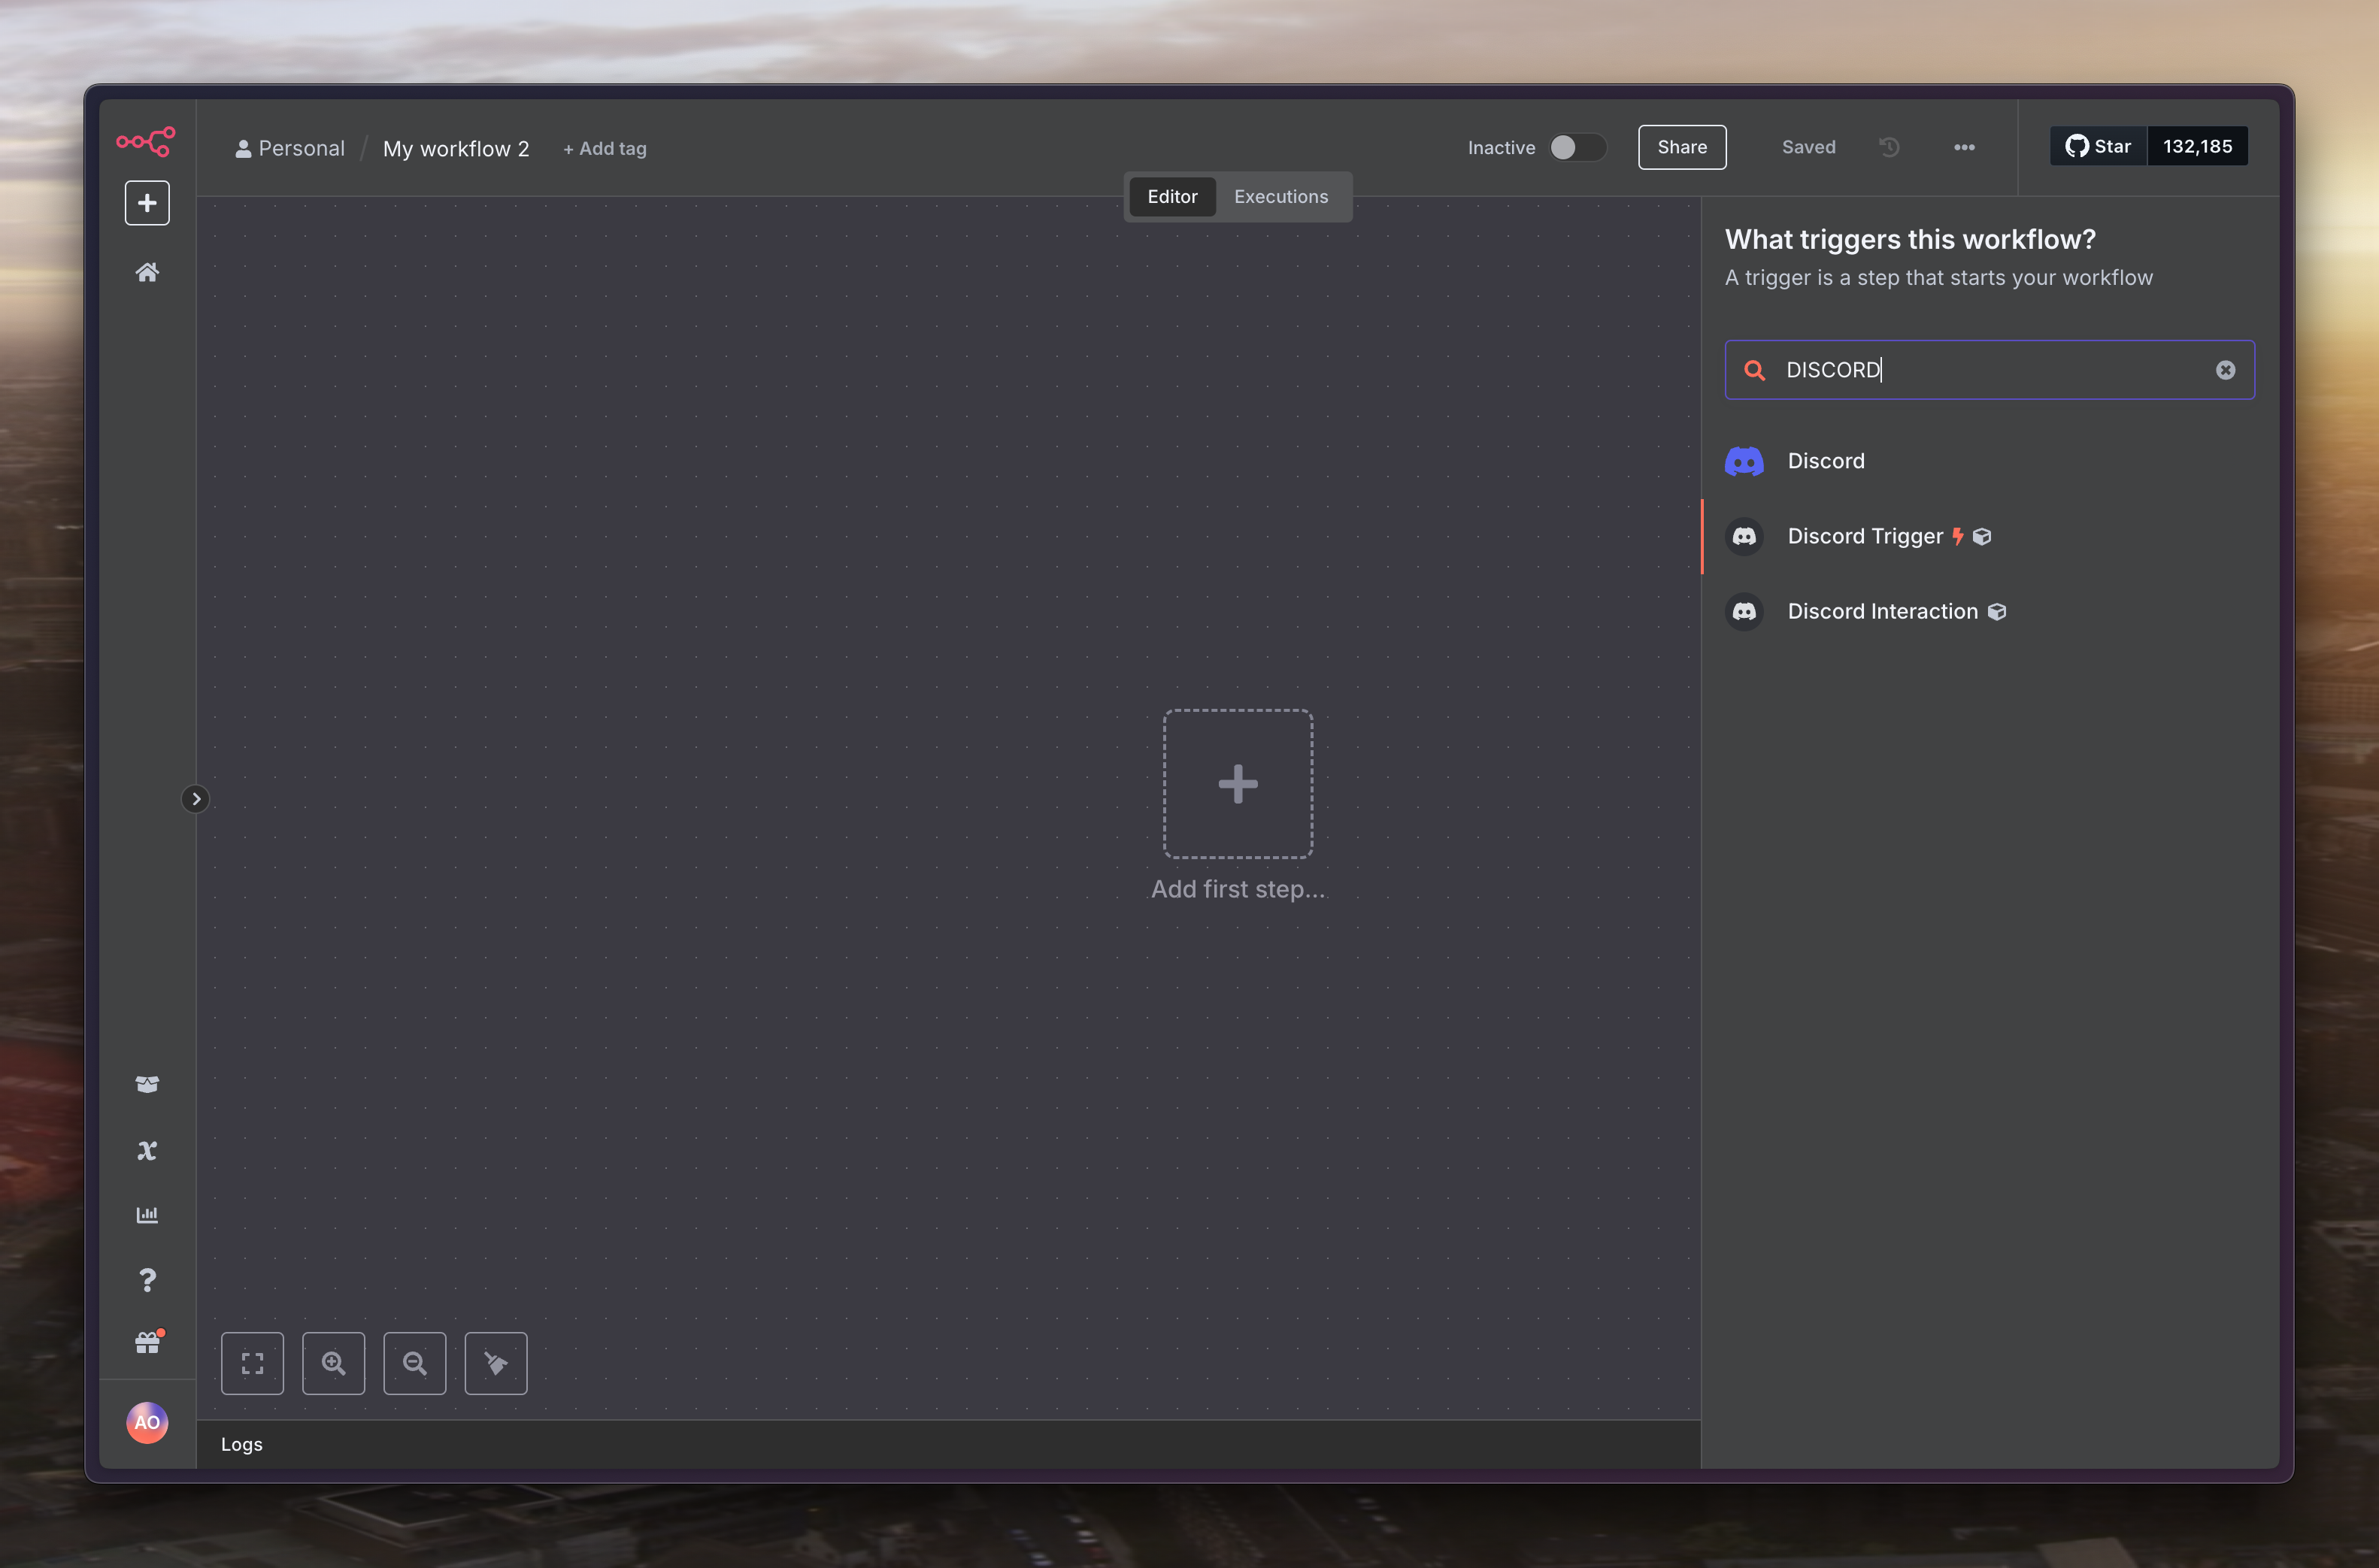 Personal / My workflow 2 + Add tag
Inactive
Share
Saved
Star 132,185
Editor Executions
What triggers this workflow?
A trigger is a step that starts your workflow
DISCORD
Discord
Discord Trigger
Discord Interaction
Add first step...
AO
Logs